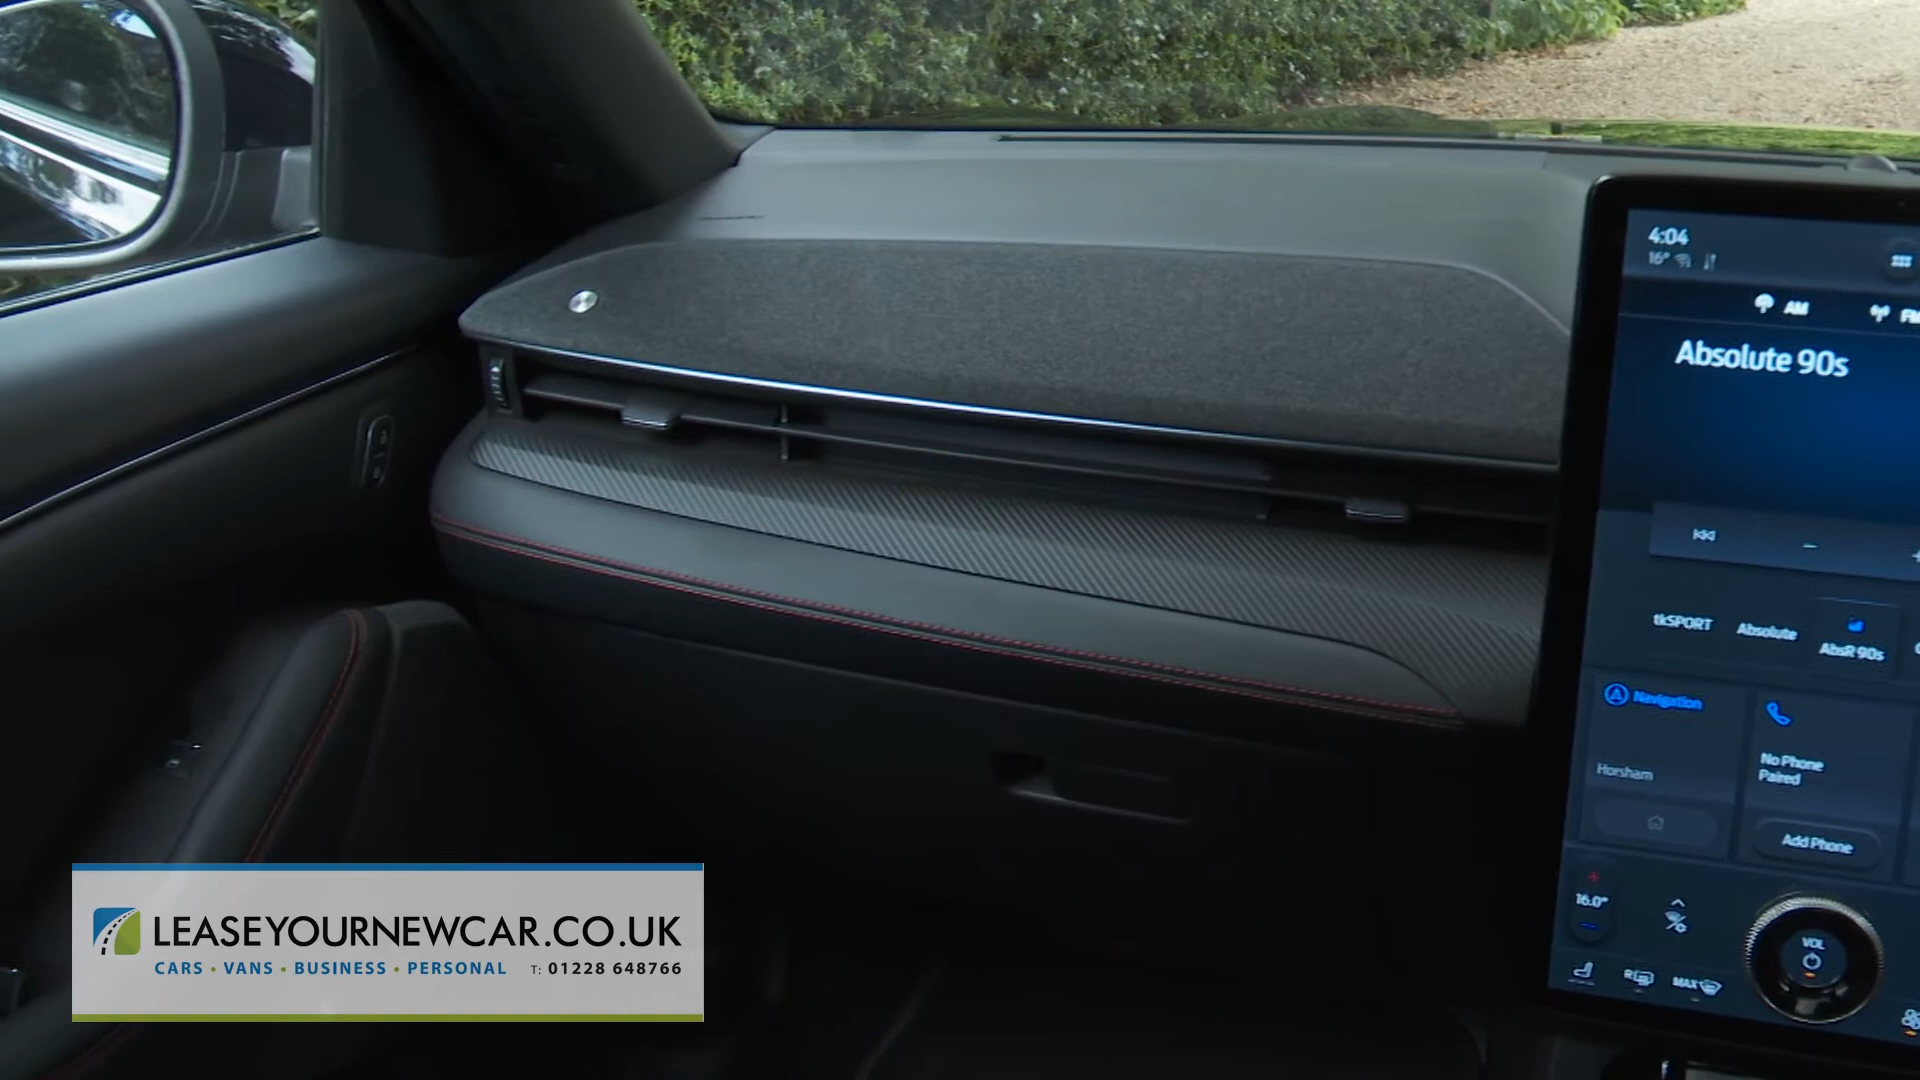 4:04
16°
AM
FM
Absolute 90s
tkSPORT
Absolute
AbsR 90s
Navigation
Horsham
No Phone
Paired
Add Phone
16.0°
VOL
R
MAX
LEASEYOURNEWCAR.CO.UK
CARS • VANS • BUSINESS • PERSONAL T: 01228 648766